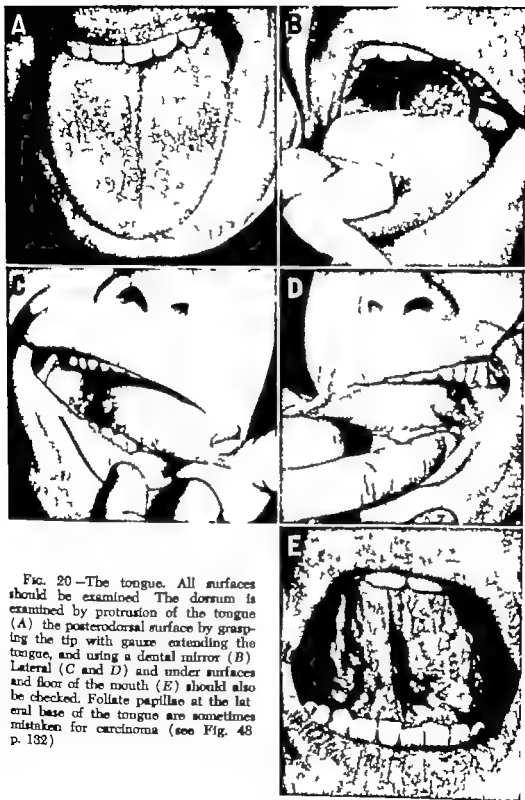 A
B
C
D
E
FIG. 20—The tongue. All surfaces
should be examined The dorsum is
examined by protrusion of the tongue
(A) the posterodorsal surface by grasp-
ing the tip with gauze extending the
tongue, and using a dental mirror (B)
Lateral (C and D) and under surfaces
and floor of the mouth (E) should also
be checked. Foliate papillae at the lat
eral base of the tongue are sometimes
mistaken for carcinoma (see Fig. 48
p. 132)